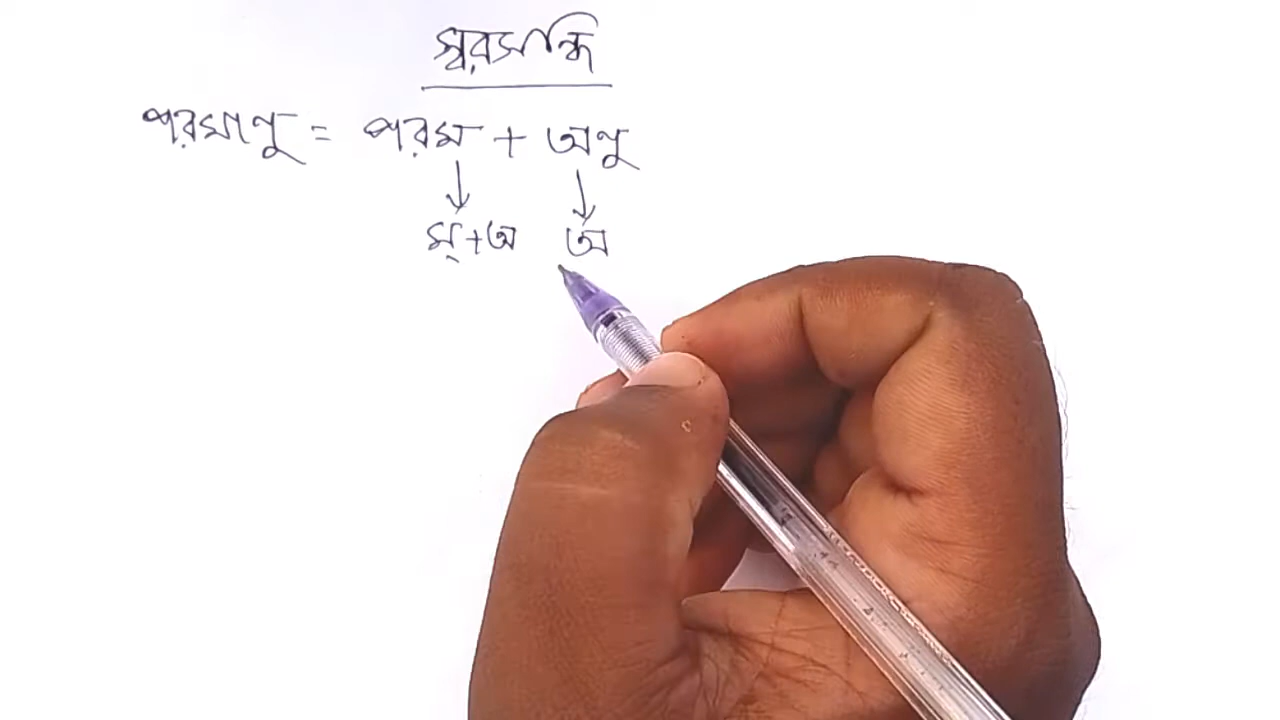 স্বরসন্ধি
পরমাণু = পরম + অণু
ম্+অ অ